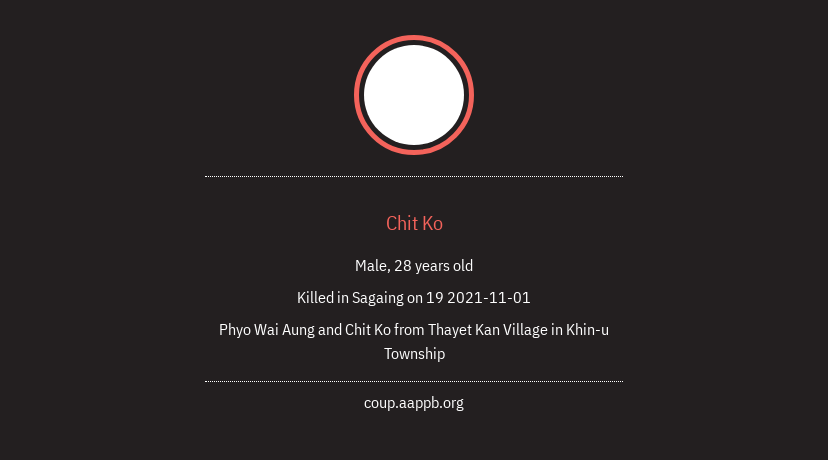 Chit Ko
Male, 28 years old
Killed in Sagaing on 19 2021-11-01
Phyo Wai Aung and Chit Ko from Thayet Kan Village in Khin-u
Township
coup.aappb.org